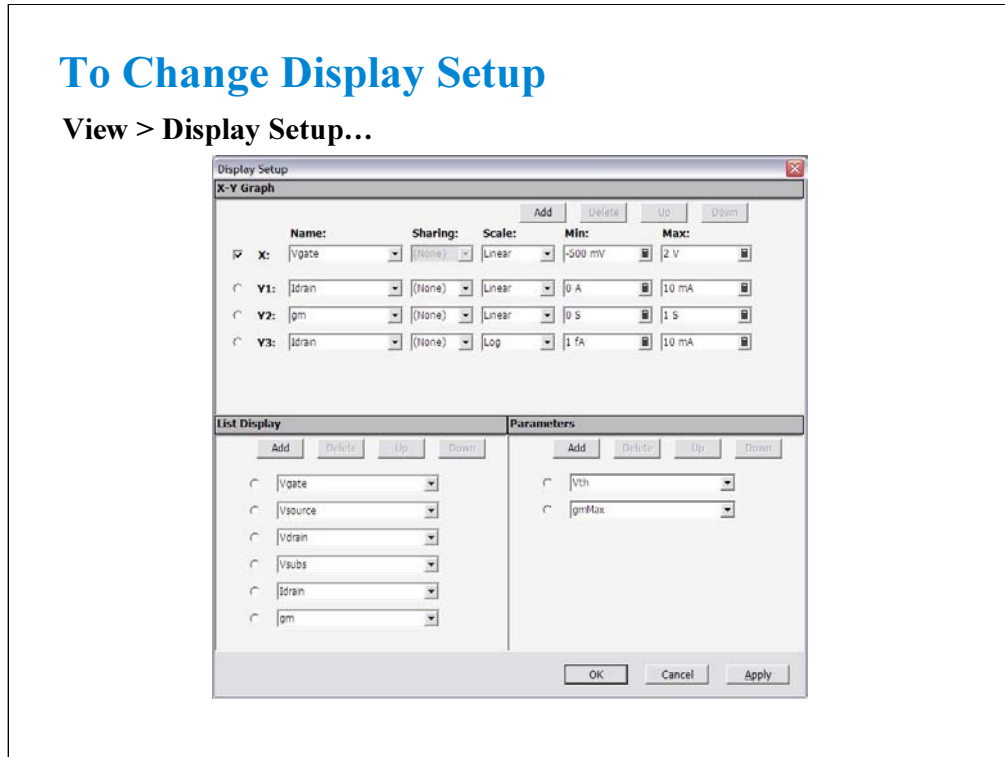 To Change Display Setup
View > Display Setup…
Display Setup
X-Y Graph
Add Delete Up Down
Name: Sharing: Scale: Min: Max:
X: Vgate (None) Linear -500 mV 2 V
Y1: Idrain (None) Linear 0 A 10 mA
Y2: gm (None) Linear 0 S 1 S
Y3: Idrain (None) Log 1 fA 10 mA
List Display
Add Delete Up Down
Vgate
Vsource
Vdrain
Vsubs
Idrain
gm
Parameters
Add Delete Up Down
Vth
gmMax
OK Cancel Apply